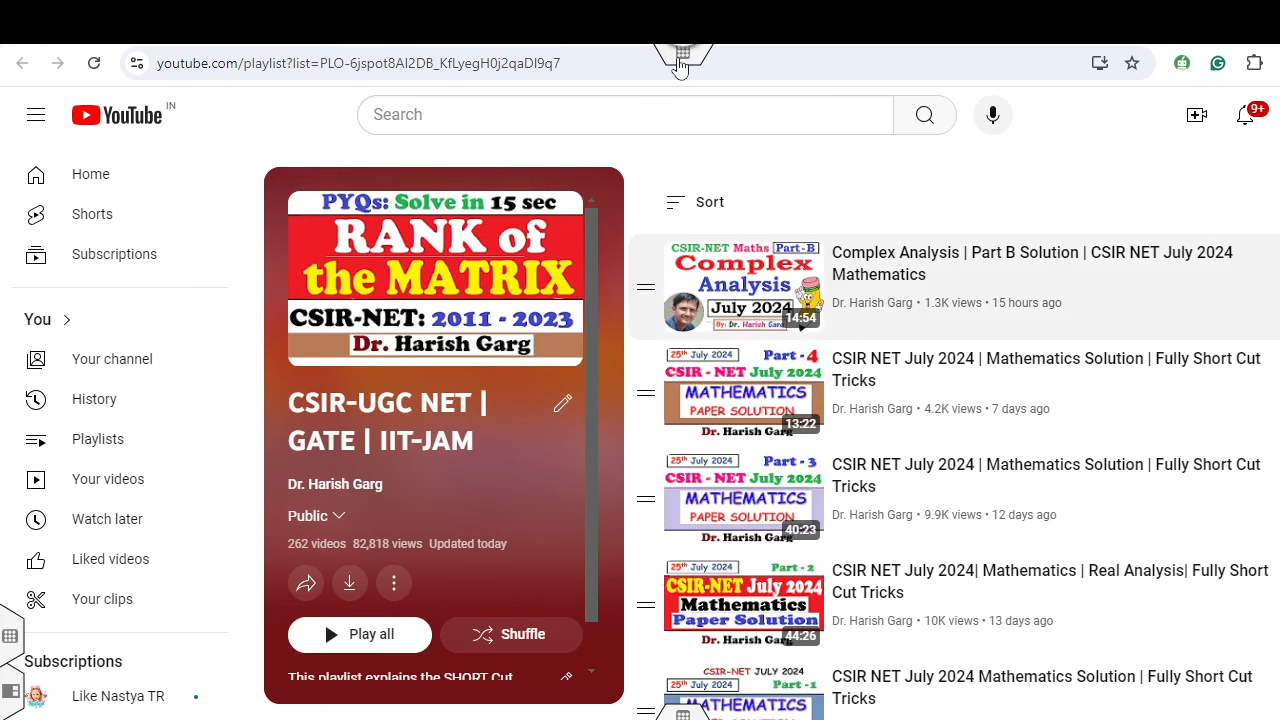 youtube.com/playlist?list=PLO-6jspot8AI2DB_KfLyegH0j2qaDI9q7
YouTube IN
Search
9+
Home
Shorts
Subscriptions
You
Your channel
History
Playlists
Your videos
Watch later
Liked videos
Your clips
Subscriptions
Like Nastya TR
PYQs: Solve in 15 sec
RANK of
the MATRIX
CSIR-NET: 2011 - 2023
Dr. Harish Garg
CSIR-UGC NET |
GATE | IIT-JAM
Dr. Harish Garg
Public
262 videos 82,818 views Updated today
Play all
Shuffle
This playlist explains the SHORT Cut
Sort
CSIR-NET Maths Part-B
Complex
Analysis
July 2024
By: Dr. Harish Garg
14:54
Complex Analysis | Part B Solution | CSIR NET July 2024
Mathematics
Dr. Harish Garg • 1.3K views • 15 hours ago
25th July 2024 Part - 4
CSIR - NET July 2024
MATHEMATICS
PAPER SOLUTION
Dr. Harish Garg
13:22
CSIR NET July 2024 | Mathematics Solution | Fully Short Cut
Tricks
Dr. Harish Garg • 4.2K views • 7 days ago
25th July 2024 Part - 3
CSIR - NET July 2024
MATHEMATICS
PAPER SOLUTION
Dr. Harish Garg
40:23
CSIR NET July 2024 | Mathematics Solution | Fully Short Cut
Tricks
Dr. Harish Garg • 9.9K views • 12 days ago
25th July 2024 Part - 2
CSIR-NET July 2024
Mathematics
Paper Solution
Dr. Harish Garg
44:26
CSIR NET July 2024| Mathematics | Real Analysis| Fully Short
Cut Tricks
Dr. Harish Garg • 10K views • 13 days ago
CSIR-NET JULY 2024
25th July 2024 Part -1
CSIR NET July 2024 Mathematics Solution | Fully Short Cut
Tricks